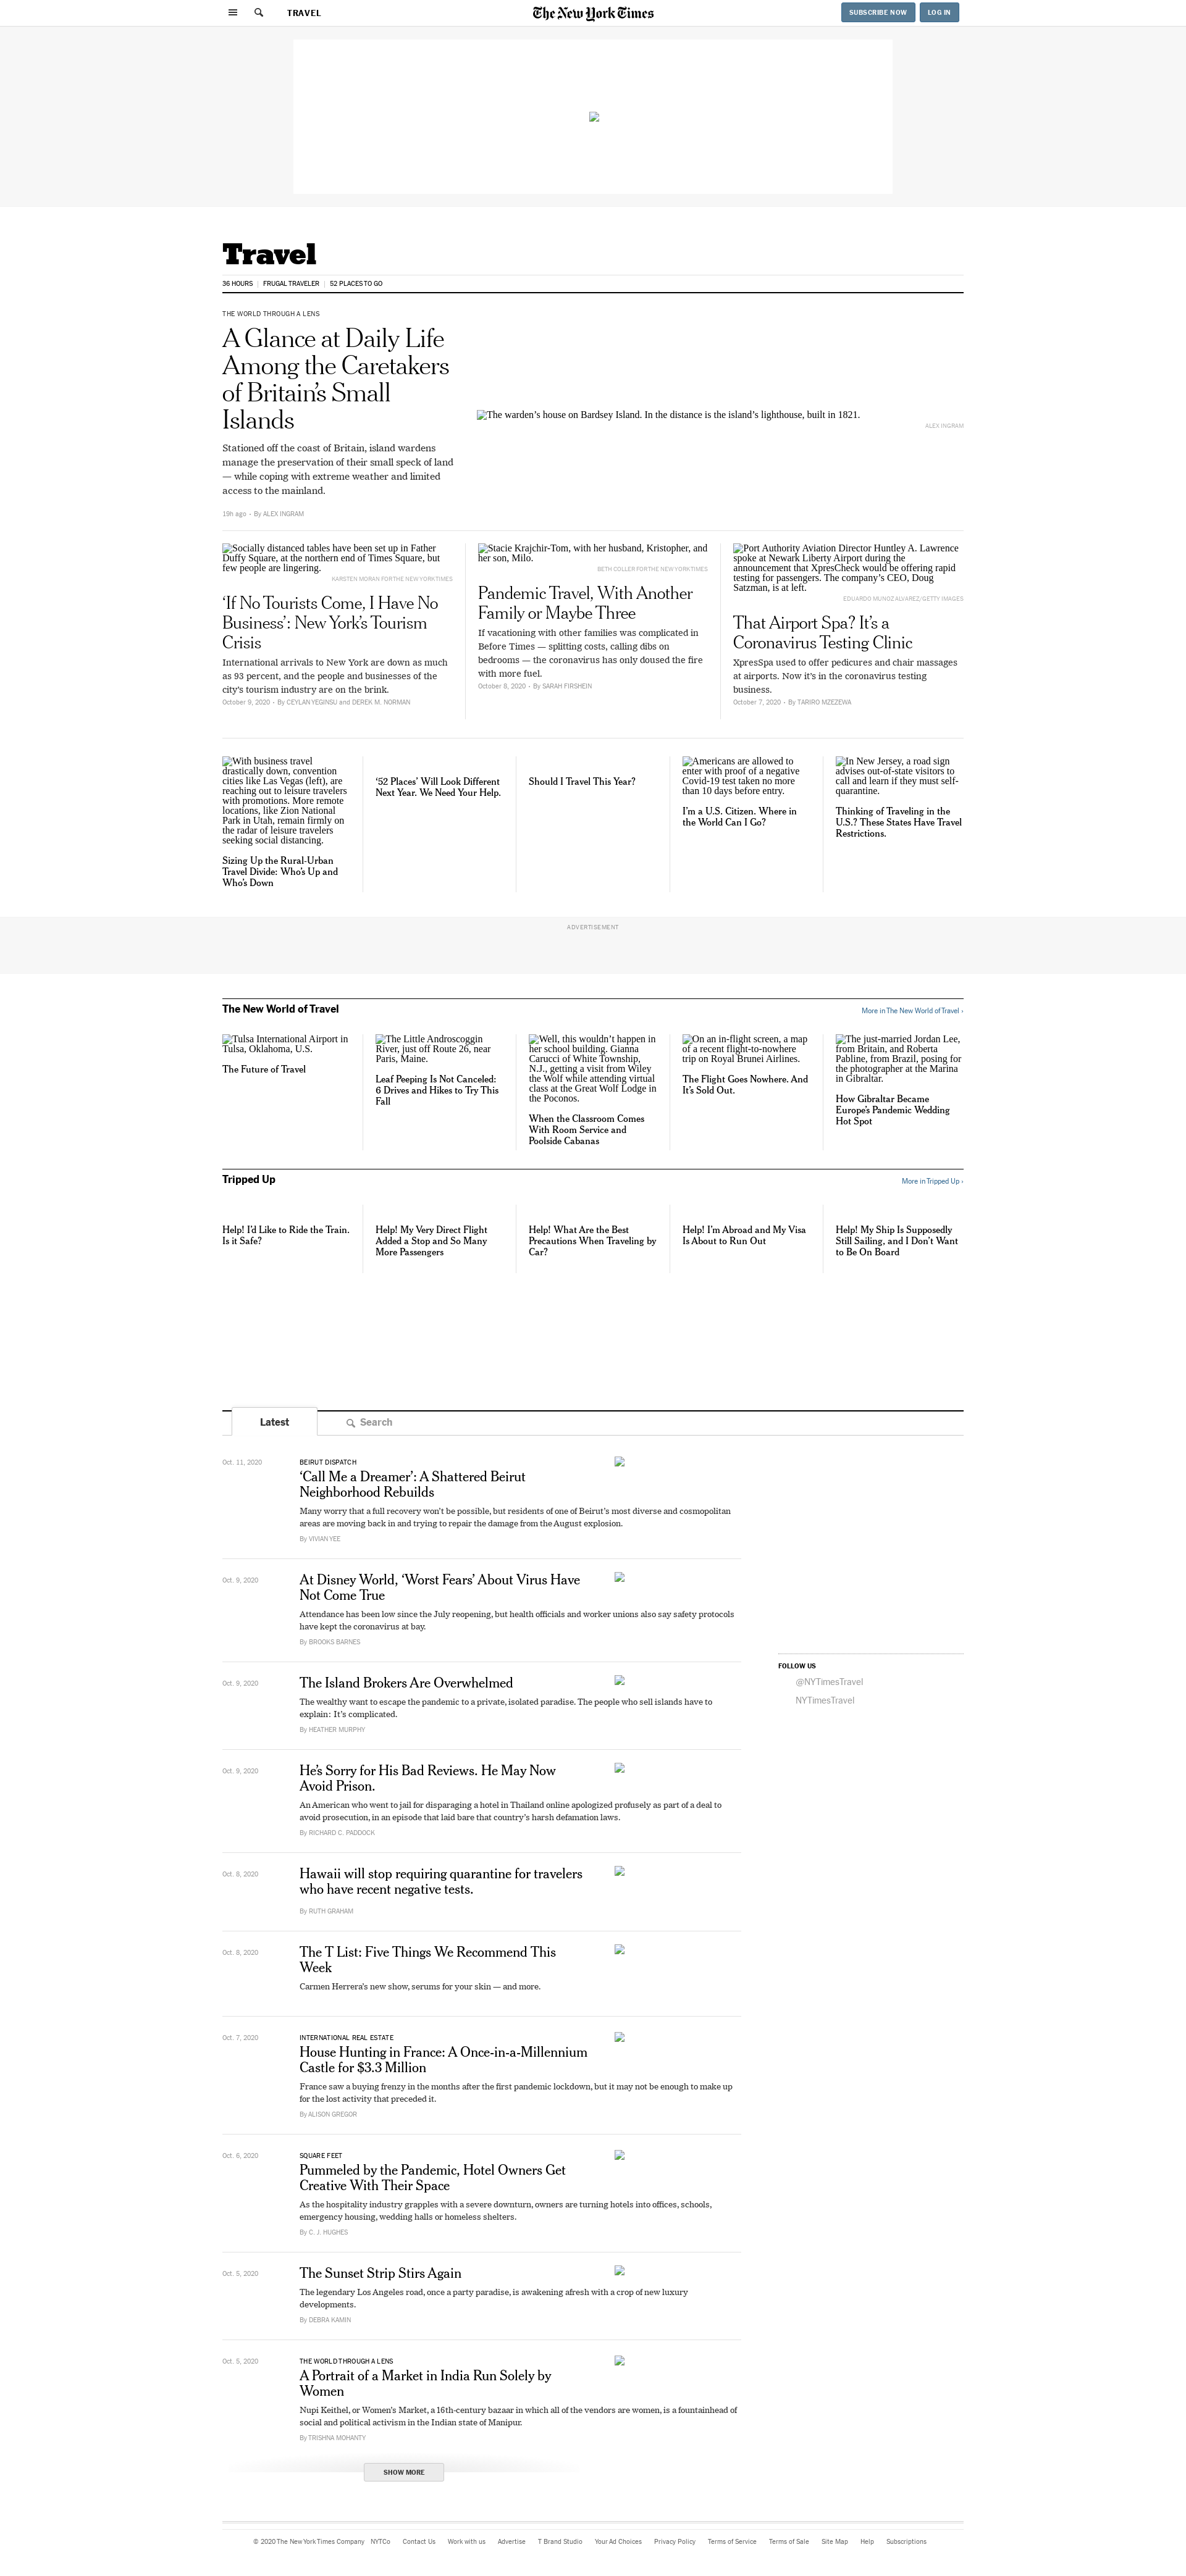 TRAVEL
The New York Times
SUBSCRIBE NOW
LOG IN
Travel
36 HOURS
FRUGAL TRAVELER
52 PLACES TO GO
THE WORLD THROUGH A LENS
A Glance at Daily Life
Among the Caretakers
of Britain’s Small
Islands
Stationed off the coast of Britain, island wardens
manage the preservation of their small speck of land
— while coping with extreme weather and limited
access to the mainland.
19h ago - By ALEX INGRAM
The warden’s house on Bardsey Island. In the distance is the island’s lighthouse, built in 1821.
ALEX INGRAM
Socially distanced tables have been set up in Father
Duffy Square, at the northern end of Times Square, but
few people are lingering.
KARSTEN MORAN FOR THE NEW YORK TIMES
‘If No Tourists Come, I Have No
Business’: New York’s Tourism
Crisis
International arrivals to New York are down as much
as 93 percent, and the people and businesses of the
city’s tourism industry are on the brink.
October 9, 2020 - By CEYLAN YEGINSU and DEREK M. NORMAN
Stacie Krajchir-Tom, with her husband, Kristopher, and
her son, Milo.
BETH COLLER FOR THE NEW YORK TIMES
Pandemic Travel, With Another
Family or Maybe Three
If vacationing with other families was complicated in
Before Times — splitting costs, calling dibs on
bedrooms — the coronavirus has only doused the fire
with more fuel.
October 8, 2020 - By SARAH FIRSHEIN
Port Authority Aviation Director Huntley A. Lawrence
spoke at Newark Liberty Airport during the
announcement that XpresCheck would be offering rapid
testing for passengers. The company’s CEO, Doug
Satzman, is at left.
EDUARDO MUNOZ ALVAREZ/GETTY IMAGES
That Airport Spa? It’s a
Coronavirus Testing Clinic
XpresSpa used to offer pedicures and chair massages
at airports. Now it’s in the coronavirus testing
business.
October 7, 2020 - By TARIRO MZEZEWA
With business travel
drastically down, convention
cities like Las Vegas (left), are
reaching out to leisure travelers
with promotions. More remote
locations, like Zion National
Park in Utah, remain firmly on
the radar of leisure travelers
seeking social distancing.
Sizing Up the Rural-Urban
Travel Divide: Who’s Up and
Who’s Down
‘52 Places’ Will Look Different
Next Year. We Need Your Help.
Should I Travel This Year?
Americans are allowed to
enter with proof of a negative
Covid-19 test taken no more
than 10 days before entry.
I’m a U.S. Citizen. Where in
the World Can I Go?
In New Jersey, a road sign
advises out-of-state visitors to
call and learn if they must self-
quarantine.
Thinking of Traveling in the
U.S.? These States Have Travel
Restrictions.
ADVERTISEMENT
The New World of Travel
More in The New World of Travel ›
Tulsa International Airport in
Tulsa, Oklahoma, U.S.
The Future of Travel
The Little Androscoggin
River, just off Route 26, near
Paris, Maine.
Leaf Peeping Is Not Canceled:
6 Drives and Hikes to Try This
Fall
Well, this wouldn’t happen in
her school building. Gianna
Carucci of White Township,
N.J., getting a visit from Wiley
the Wolf while attending virtual
class at the Great Wolf Lodge in
the Poconos.
When the Classroom Comes
With Room Service and
Poolside Cabanas
On an in-flight screen, a map
of a recent flight-to-nowhere
trip on Royal Brunei Airlines.
The Flight Goes Nowhere. And
It’s Sold Out.
The just-married Jordan Lee,
from Britain, and Roberta
Pabline, from Brazil, posing for
the photographer at the Marina
in Gibraltar.
How Gibraltar Became
Europe’s Pandemic Wedding
Hot Spot
Tripped Up
More in Tripped Up ›
Help! I’d Like to Ride the Train.
Is it Safe?
Help! My Very Direct Flight
Added a Stop and So Many
More Passengers
Help! What Are the Best
Precautions When Traveling by
Car?
Help! I’m Abroad and My Visa
Is About to Run Out
Help! My Ship Is Supposedly
Still Sailing, and I Don’t Want
to Be On Board
Latest
Search
Oct. 11, 2020
BEIRUT DISPATCH
‘Call Me a Dreamer’: A Shattered Beirut
Neighborhood Rebuilds
Many worry that a full recovery won’t be possible, but residents of one of Beirut’s most diverse and cosmopolitan
areas are moving back in and trying to repair the damage from the August explosion.
By VIVIAN YEE
Oct. 9, 2020
At Disney World, ‘Worst Fears’ About Virus Have
Not Come True
Attendance has been low since the July reopening, but health officials and worker unions also say safety protocols
have kept the coronavirus at bay.
By BROOKS BARNES
FOLLOW US
@NYTimesTravel
NYTimesTravel
Oct. 9, 2020
The Island Brokers Are Overwhelmed
The wealthy want to escape the pandemic to a private, isolated paradise. The people who sell islands have to
explain: It’s complicated.
By HEATHER MURPHY
Oct. 9, 2020
He’s Sorry for His Bad Reviews. He May Now
Avoid Prison.
An American who went to jail for disparaging a hotel in Thailand online apologized profusely as part of a deal to
avoid prosecution, in an episode that laid bare that country’s harsh defamation laws.
By RICHARD C. PADDOCK
Oct. 8, 2020
Hawaii will stop requiring quarantine for travelers
who have recent negative tests.
By RUTH GRAHAM
Oct. 8, 2020
The T List: Five Things We Recommend This
Week
Carmen Herrera’s new show, serums for your skin — and more.
Oct. 7, 2020
INTERNATIONAL REAL ESTATE
House Hunting in France: A Once-in-a-Millennium
Castle for $3.3 Million
France saw a buying frenzy in the months after the first pandemic lockdown, but it may not be enough to make up
for the lost activity that preceded it.
By ALISON GREGOR
Oct. 6, 2020
SQUARE FEET
Pummeled by the Pandemic, Hotel Owners Get
Creative With Their Space
As the hospitality industry grapples with a severe downturn, owners are turning hotels into offices, schools,
emergency housing, wedding halls or homeless shelters.
By C. J. HUGHES
Oct. 5, 2020
The Sunset Strip Stirs Again
The legendary Los Angeles road, once a party paradise, is awakening afresh with a crop of new luxury
developments.
By DEBRA KAMIN
Oct. 5, 2020
THE WORLD THROUGH A LENS
A Portrait of a Market in India Run Solely by
Women
Nupi Keithel, or Women’s Market, a 16th-century bazaar in which all of the vendors are women, is a fountainhead of
social and political activism in the Indian state of Manipur.
By TRISHNA MOHANTY
SHOW MORE
© 2020 The New York Times Company
NYTCo
Contact Us
Work with us
Advertise
T Brand Studio
Your Ad Choices
Privacy Policy
Terms of Service
Terms of Sale
Site Map
Help
Subscriptions